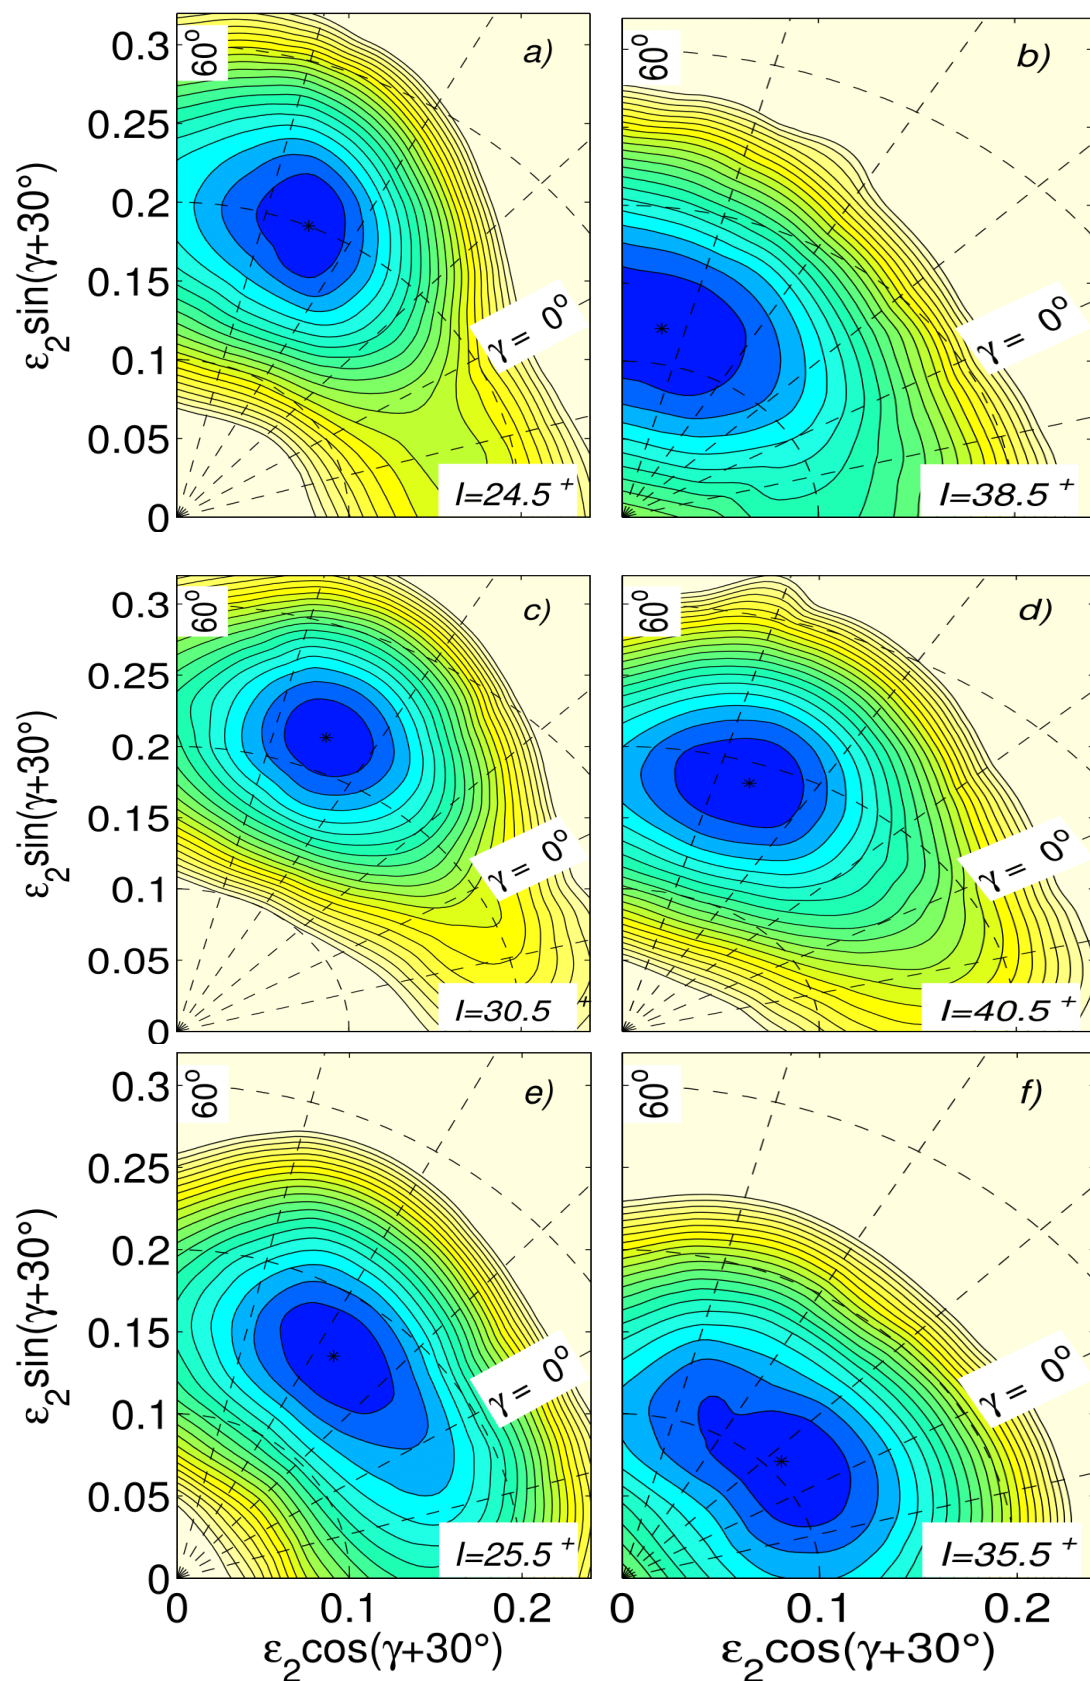 0.3
0.25
0.2
0.15
0.1
0.05
0
ε₂sin(γ+30°)
60°
a)
γ = 0°
I=24.5⁺
60°
b)
γ = 0°
I=38.5⁺
0.3
0.25
0.2
0.15
0.1
0.05
0
ε₂sin(γ+30°)
60°
c)
γ = 0°
I=30.5⁺
60°
d)
γ = 0°
I=40.5⁺
0.3
0.25
0.2
0.15
0.1
0.05
0
ε₂sin(γ+30°)
60°
e)
γ = 0°
I=25.5⁺
60°
f)
γ = 0°
I=35.5⁺
0 0.1 0.2
0 0.1 0.2
ε₂cos(γ+30°)
ε₂cos(γ+30°)